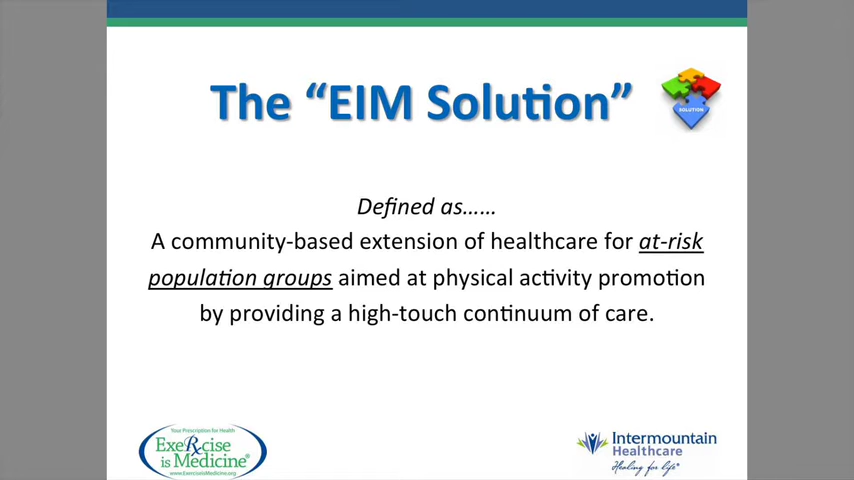 The “EIM Solution”
SOLUTION
Defined as……
A community-based extension of healthcare for at-risk
population groups aimed at physical activity promotion
by providing a high-touch continuum of care.
Your Prescription for Health
ExeRxcise
is Medicine®
www.ExerciseisMedicine.org
Intermountain
Healthcare
Healing for life®